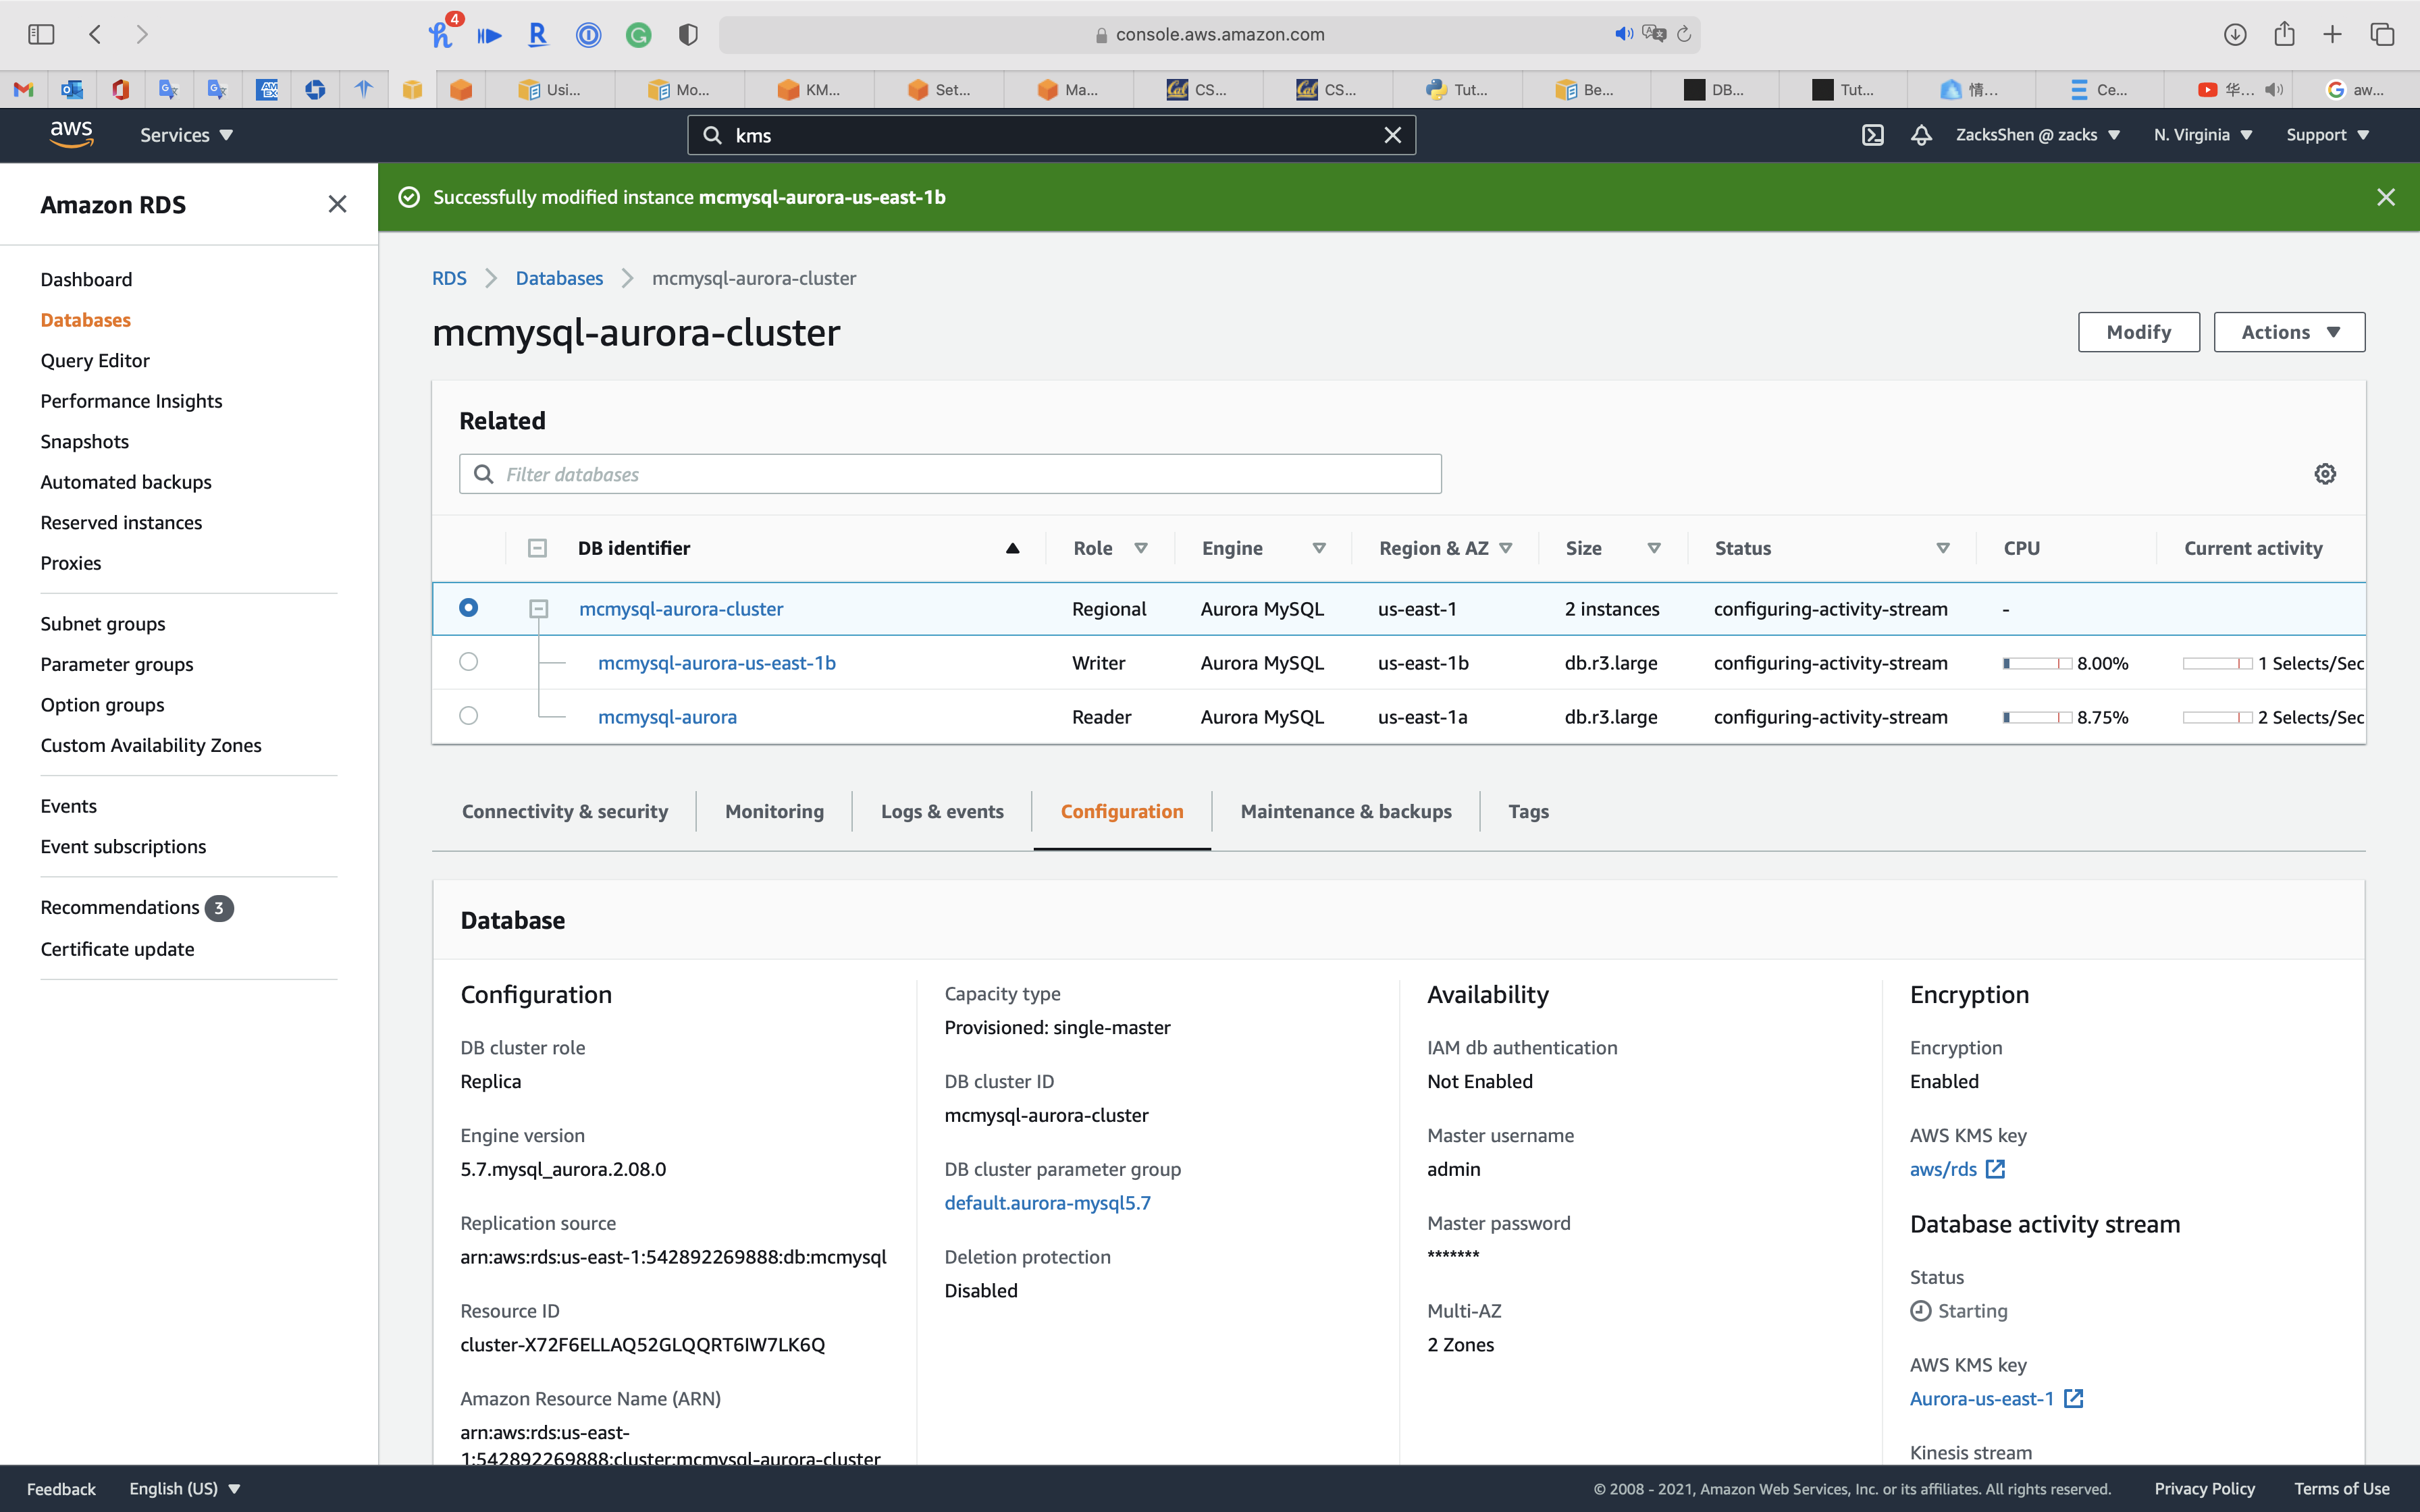 4
console.aws.amazon.com
Usi...
Mo...
KM...
Set...
Ma...
CS...
CS...
Tut...
Be...
DB...
Tut...
情...
Ce...
华...
aw...
aws
Services
kms
ZacksShen @ zacks
N. Virginia
Support
Amazon RDS
Dashboard
Databases
Query Editor
Performance Insights
Snapshots
Automated backups
Reserved instances
Proxies
Subnet groups
Parameter groups
Option groups
Custom Availability Zones
Events
Event subscriptions
Recommendations 3
Certificate update
Successfully modified instance mcmysql-aurora-us-east-1b
RDS > Databases > mcmysql-aurora-cluster
mcmysql-aurora-cluster
Modify
Actions
Related
Filter databases
DB identifier Role Engine Region & AZ Size Status CPU Current activity
mcmysql-aurora-cluster Regional Aurora MySQL us-east-1 2 instances configuring-activity-stream -
mcmysql-aurora-us-east-1b Writer Aurora MySQL us-east-1b db.r3.large configuring-activity-stream 8.00% 1 Selects/Sec
mcmysql-aurora Reader Aurora MySQL us-east-1a db.r3.large configuring-activity-stream 8.75% 2 Selects/Sec
Connectivity & security
Monitoring
Logs & events
Configuration
Maintenance & backups
Tags
Database
Configuration
DB cluster role
Replica
Engine version
5.7.mysql_aurora.2.08.0
Replication source
arn:aws:rds:us-east-1:542892269888:db:mcmysql
Resource ID
cluster-X72F6ELLAQ52GLQQRT6IW7LK6Q
Amazon Resource Name (ARN)
arn:aws:rds:us-east-
1:542892269888:cluster:mcmysql-aurora-cluster
Capacity type
Provisioned: single-master
DB cluster ID
mcmysql-aurora-cluster
DB cluster parameter group
default.aurora-mysql5.7
Deletion protection
Disabled
Availability
IAM db authentication
Not Enabled
Master username
admin
Master password
*******
Multi-AZ
2 Zones
Encryption
Encryption
Enabled
AWS KMS key
aws/rds
Database activity stream
Status
Starting
AWS KMS key
Aurora-us-east-1
Kinesis stream
Feedback
English (US)
© 2008 - 2021, Amazon Web Services, Inc. or its affiliates. All rights reserved.
Privacy Policy
Terms of Use